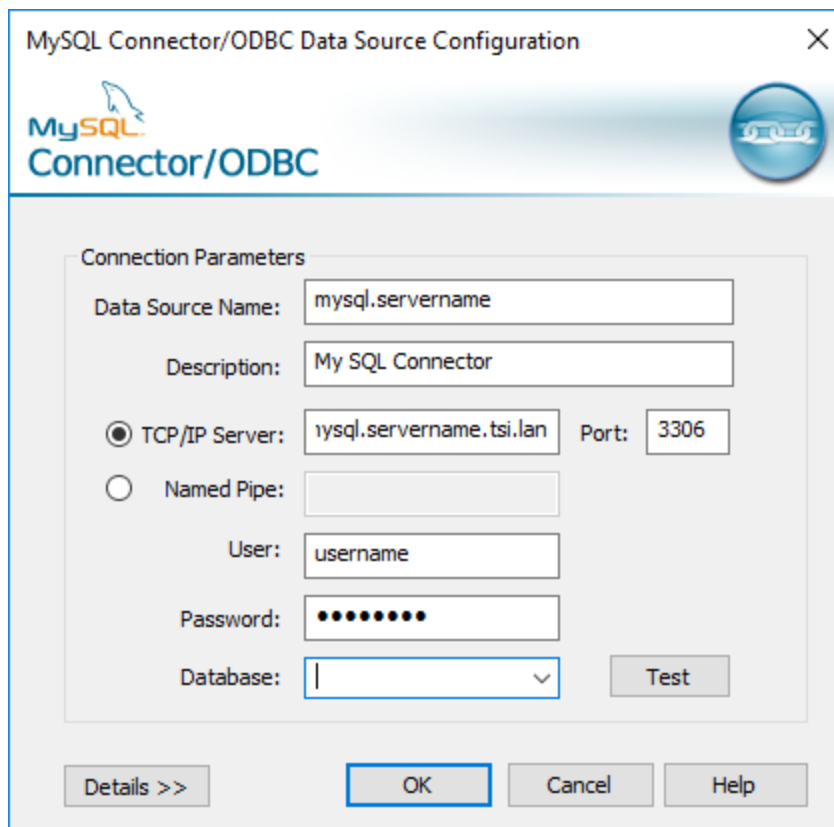 MySQL Connector/ODBC Data Source Configuration
MySQL
Connector/ODBC
Connection Parameters
Data Source Name: mysql.servername
Description: My SQL Connector
TCP/IP Server: mysql.servername.tsi.lan Port: 3306
Named Pipe:
User: username
Password: ••••••••
Database:
Test
Details >> OK Cancel Help